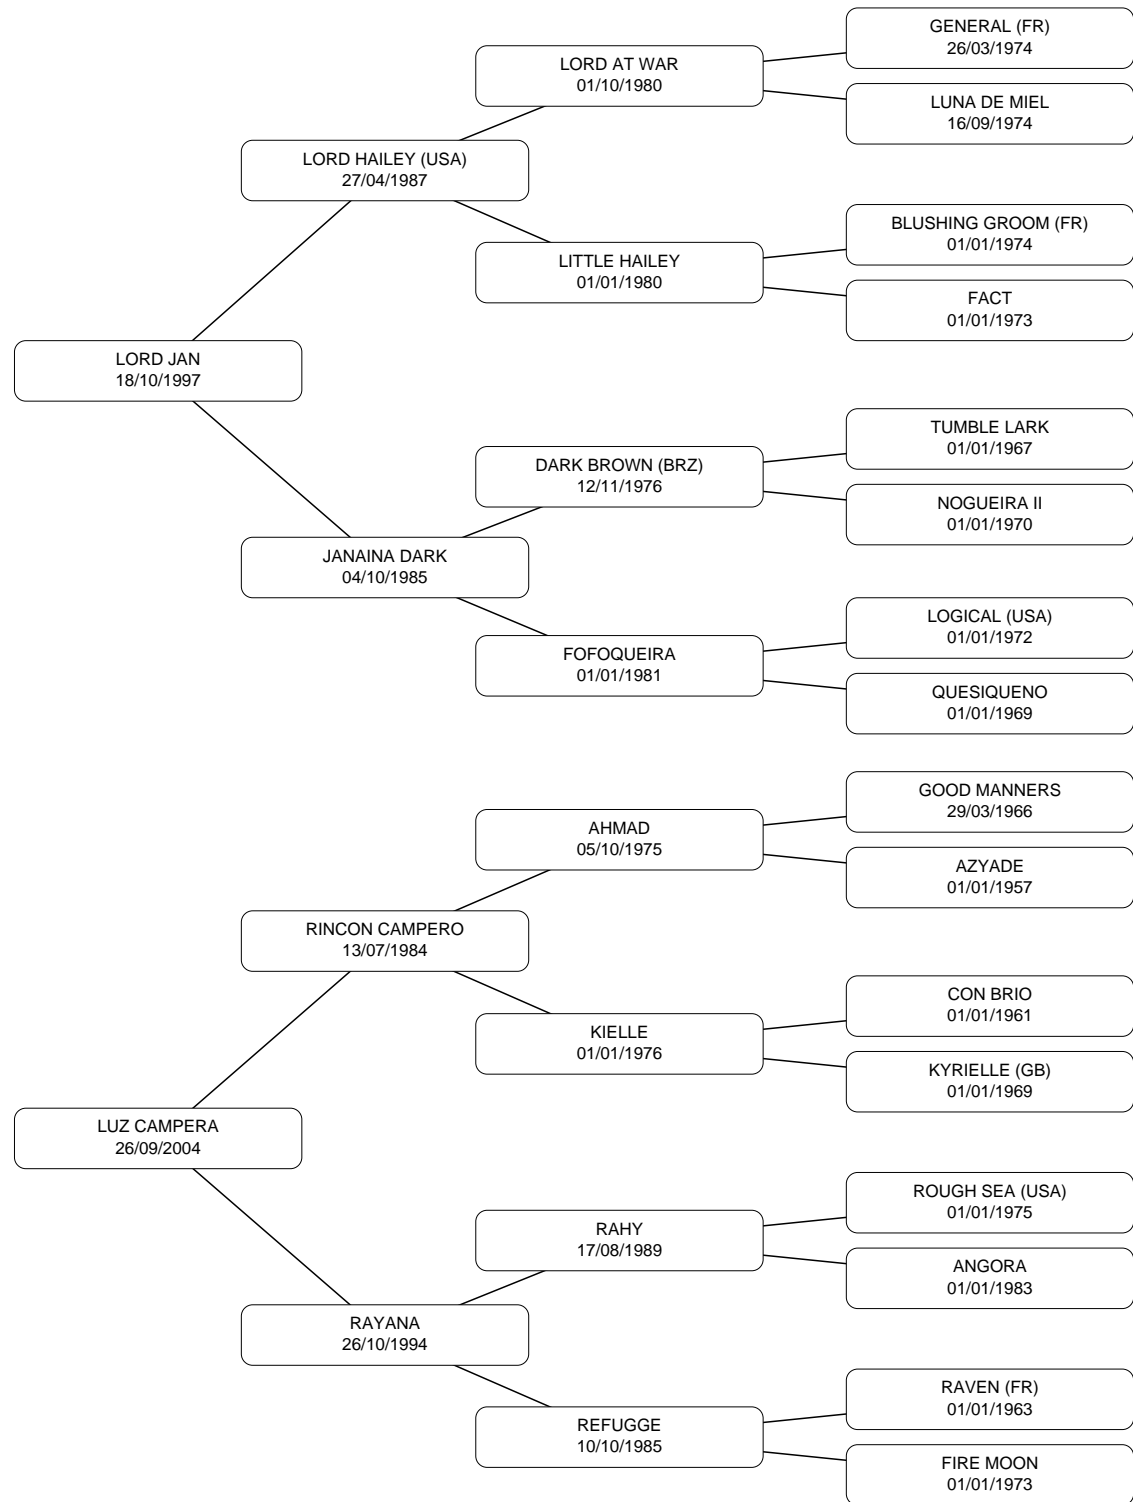 GENERAL (FR)
26/03/1974
LORD AT WAR
01/10/1980
LUNA DE MIEL
16/09/1974
LORD HAILEY (USA)
27/04/1987
BLUSHING GROOM (FR)
01/01/1974
LITTLE HAILEY
01/01/1980
FACT
01/01/1973
LORD JAN
18/10/1997
TUMBLE LARK
01/01/1967
DARK BROWN (BRZ)
12/11/1976
NOGUEIRA II
01/01/1970
JANAINA DARK
04/10/1985
LOGICAL (USA)
01/01/1972
FOFOQUEIRA
01/01/1981
QUESIQUENO
01/01/1969
GOOD MANNERS
29/03/1966
AHMAD
05/10/1975
AZYADE
01/01/1957
RINCON CAMPERO
13/07/1984
CON BRIO
01/01/1961
KIELLE
01/01/1976
KYRIELLE (GB)
01/01/1969
LUZ CAMPERA
26/09/2004
ROUGH SEA (USA)
01/01/1975
RAHY
17/08/1989
ANGORA
01/01/1983
RAYANA
26/10/1994
RAVEN (FR)
01/01/1963
REFUGGE
10/10/1985
FIRE MOON
01/01/1973